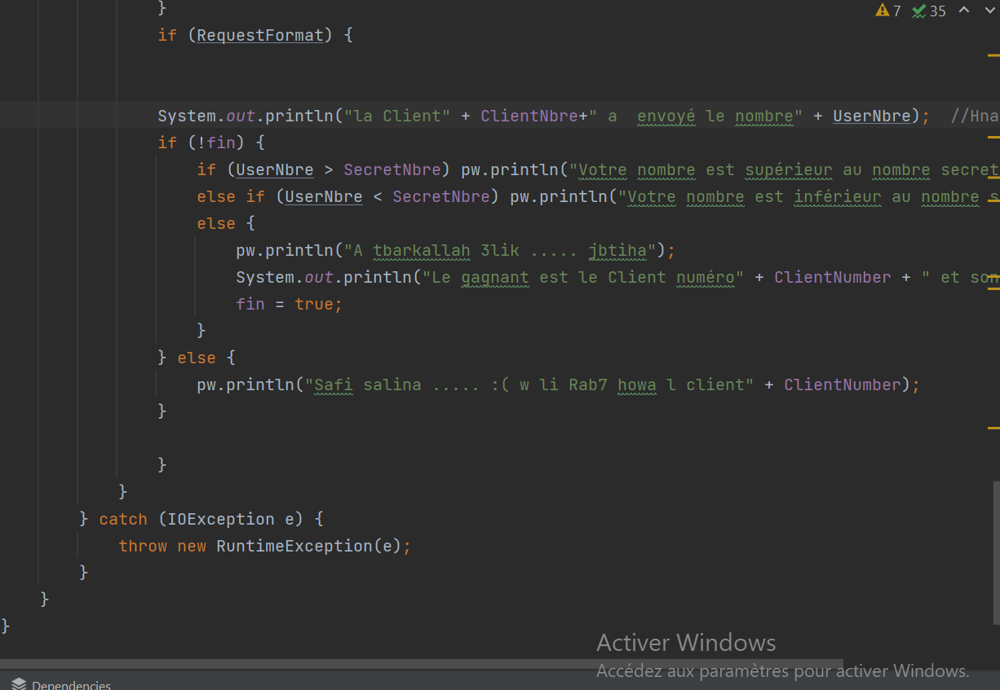 7 35
}
if (RequestFormat) {
System.out.println("la Client" + ClientNbre+" a  envoyé le nombre" + UserNbre);  //Hna
if (!fin) {
if (UserNbre > SecretNbre) pw.println("Votre nombre est supérieur au nombre secret
else if (UserNbre < SecretNbre) pw.println("Votre nombre est inférieur au nombre s
else {
pw.println("A tbarkallah 3lik ..... jbtiha");
System.out.println("Le gagnant est le Client numéro" + ClientNumber + " et son
fin = true;
}
} else {
pw.println("Safi salina ..... :( w li Rab7 howa l client" + ClientNumber);
}
}
}
} catch (IOException e) {
throw new RuntimeException(e);
}
}
}
Activer Windows
Accédez aux paramètres pour activer Windows.
Dependencies